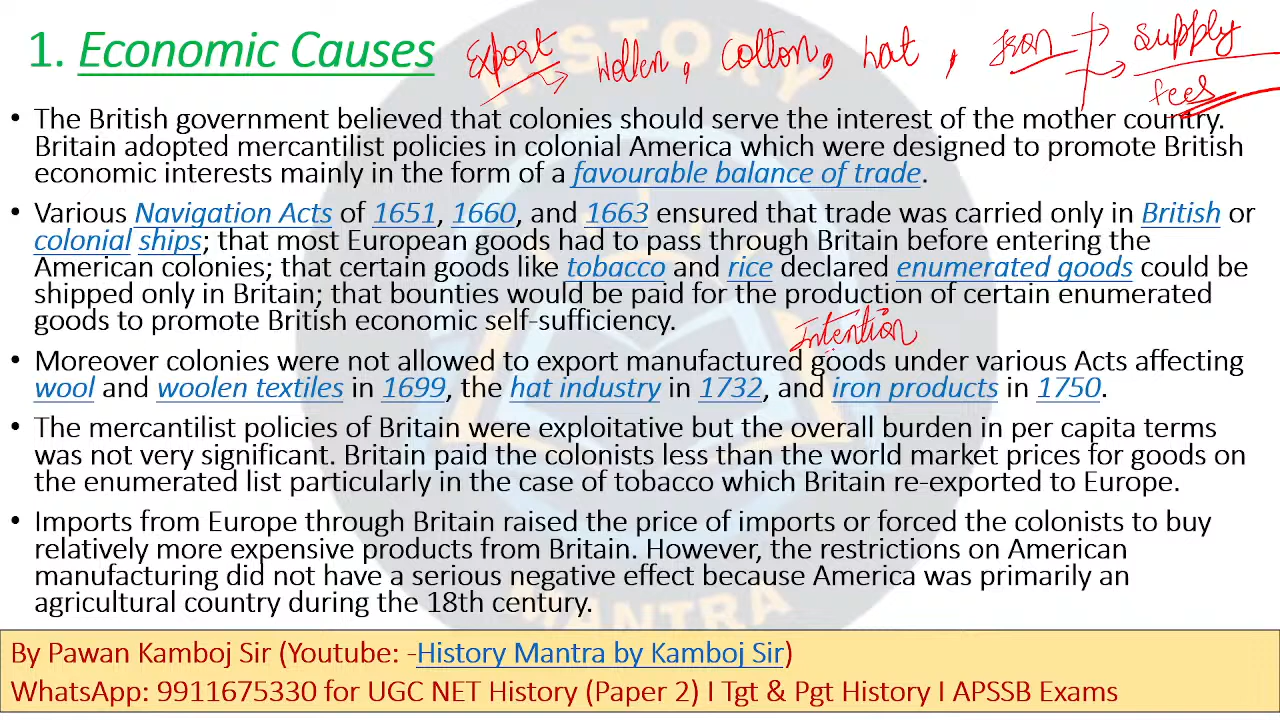 1. Economic Causes
Export → wollen, cotton, hat, Iron → supply
fees
• The British government believed that colonies should serve the interest of the mother country.
Britain adopted mercantilist policies in colonial America which were designed to promote British
economic interests mainly in the form of a favourable balance of trade.
• Various Navigation Acts of 1651, 1660, and 1663 ensured that trade was carried only in British or
colonial ships; that most European goods had to pass through Britain before entering the
American colonies; that certain goods like tobacco and rice declared enumerated goods could be
shipped only in Britain; that bounties would be paid for the production of certain enumerated
goods to promote British economic self-sufficiency.
Intention
• Moreover colonies were not allowed to export manufactured goods under various Acts affecting
wool and woolen textiles in 1699, the hat industry in 1732, and iron products in 1750.
• The mercantilist policies of Britain were exploitative but the overall burden in per capita terms
was not very significant. Britain paid the colonists less than the world market prices for goods on
the enumerated list particularly in the case of tobacco which Britain re-exported to Europe.
• Imports from Europe through Britain raised the price of imports or forced the colonists to buy
relatively more expensive products from Britain. However, the restrictions on American
manufacturing did not have a serious negative effect because America was primarily an
agricultural country during the 18th century.
HISTORY
MANTRA
By Pawan Kamboj Sir (Youtube: -History Mantra by Kamboj Sir)
WhatsApp: 9911675330 for UGC NET History (Paper 2) I Tgt & Pgt History I APSSB Exams